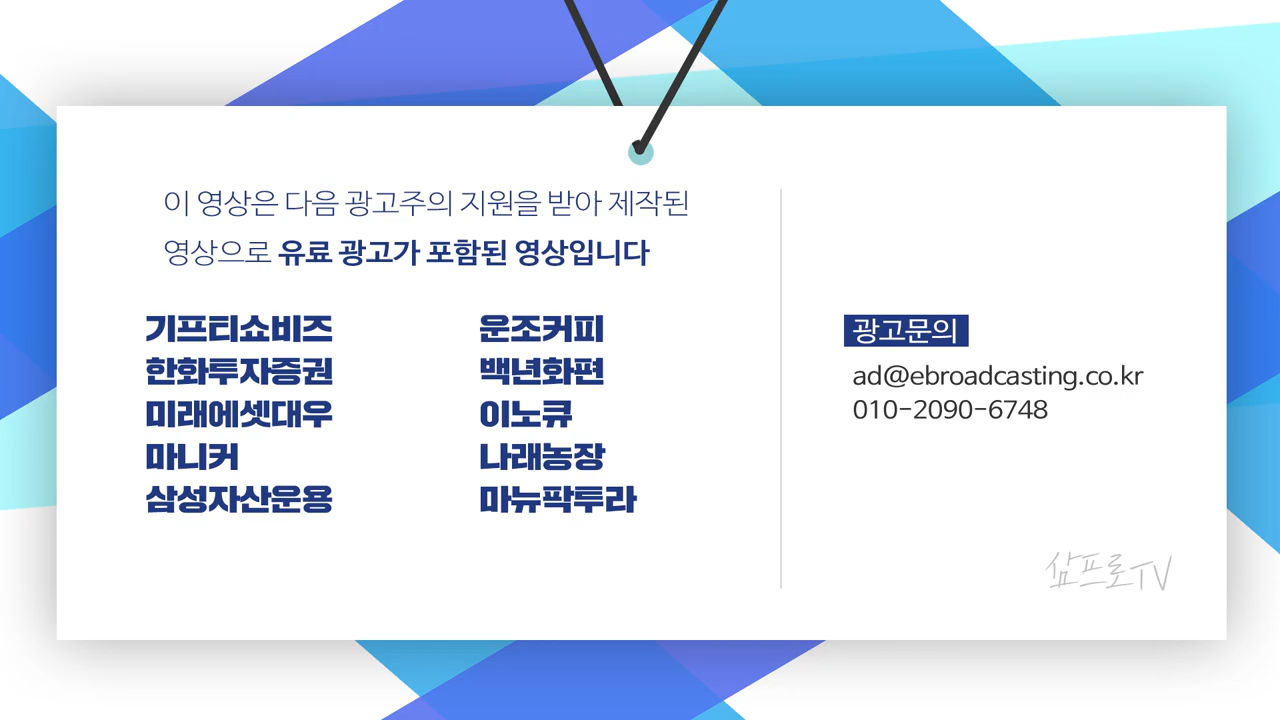 이 영상은 다음 광고주의 지원을 받아 제작된
영상으로 유료 광고가 포함된 영상입니다
기프티쇼비즈
한화투자증권
미래에셋대우
마니커
삼성자산운용
운조커피
백년화편
이노큐
나래농장
마뉴팍투라
광고문의
ad@ebroadcasting.co.kr
010-2090-6748
삼프로TV